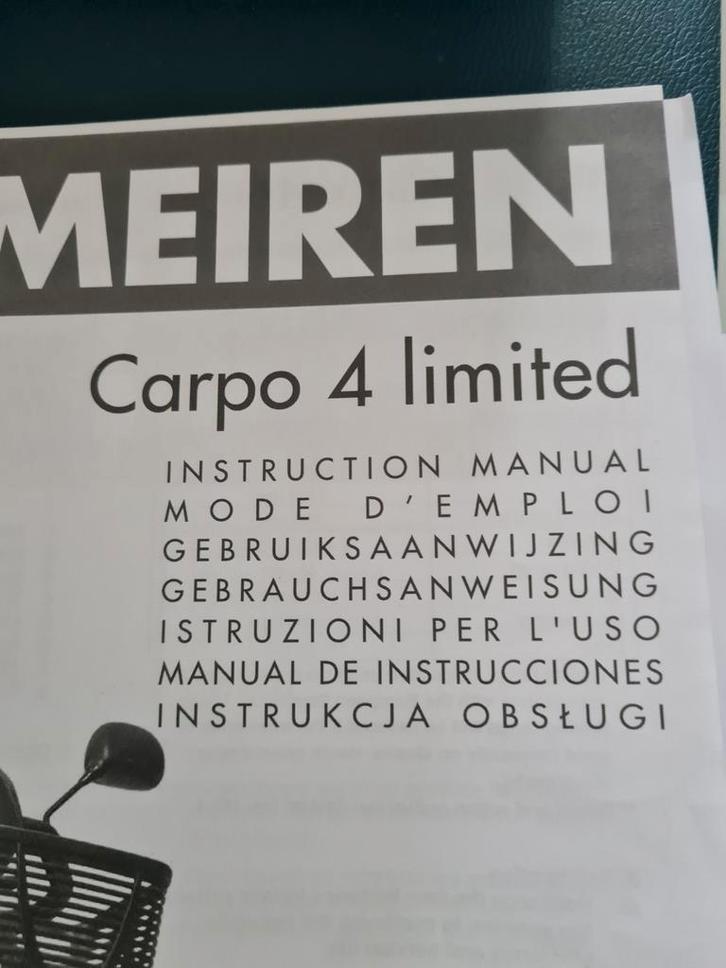 MEIREN
Carpo 4 limited
INSTRUCTION MANUAL
MODE D'EMPLOI
GEBRUIKSAANWIJZING
GEBRAUCHSANWEISUNG
ISTRUZIONI PER L'USO
MANUAL DE INSTRUCCIONES
INSTRUKCJA OBSŁUGI